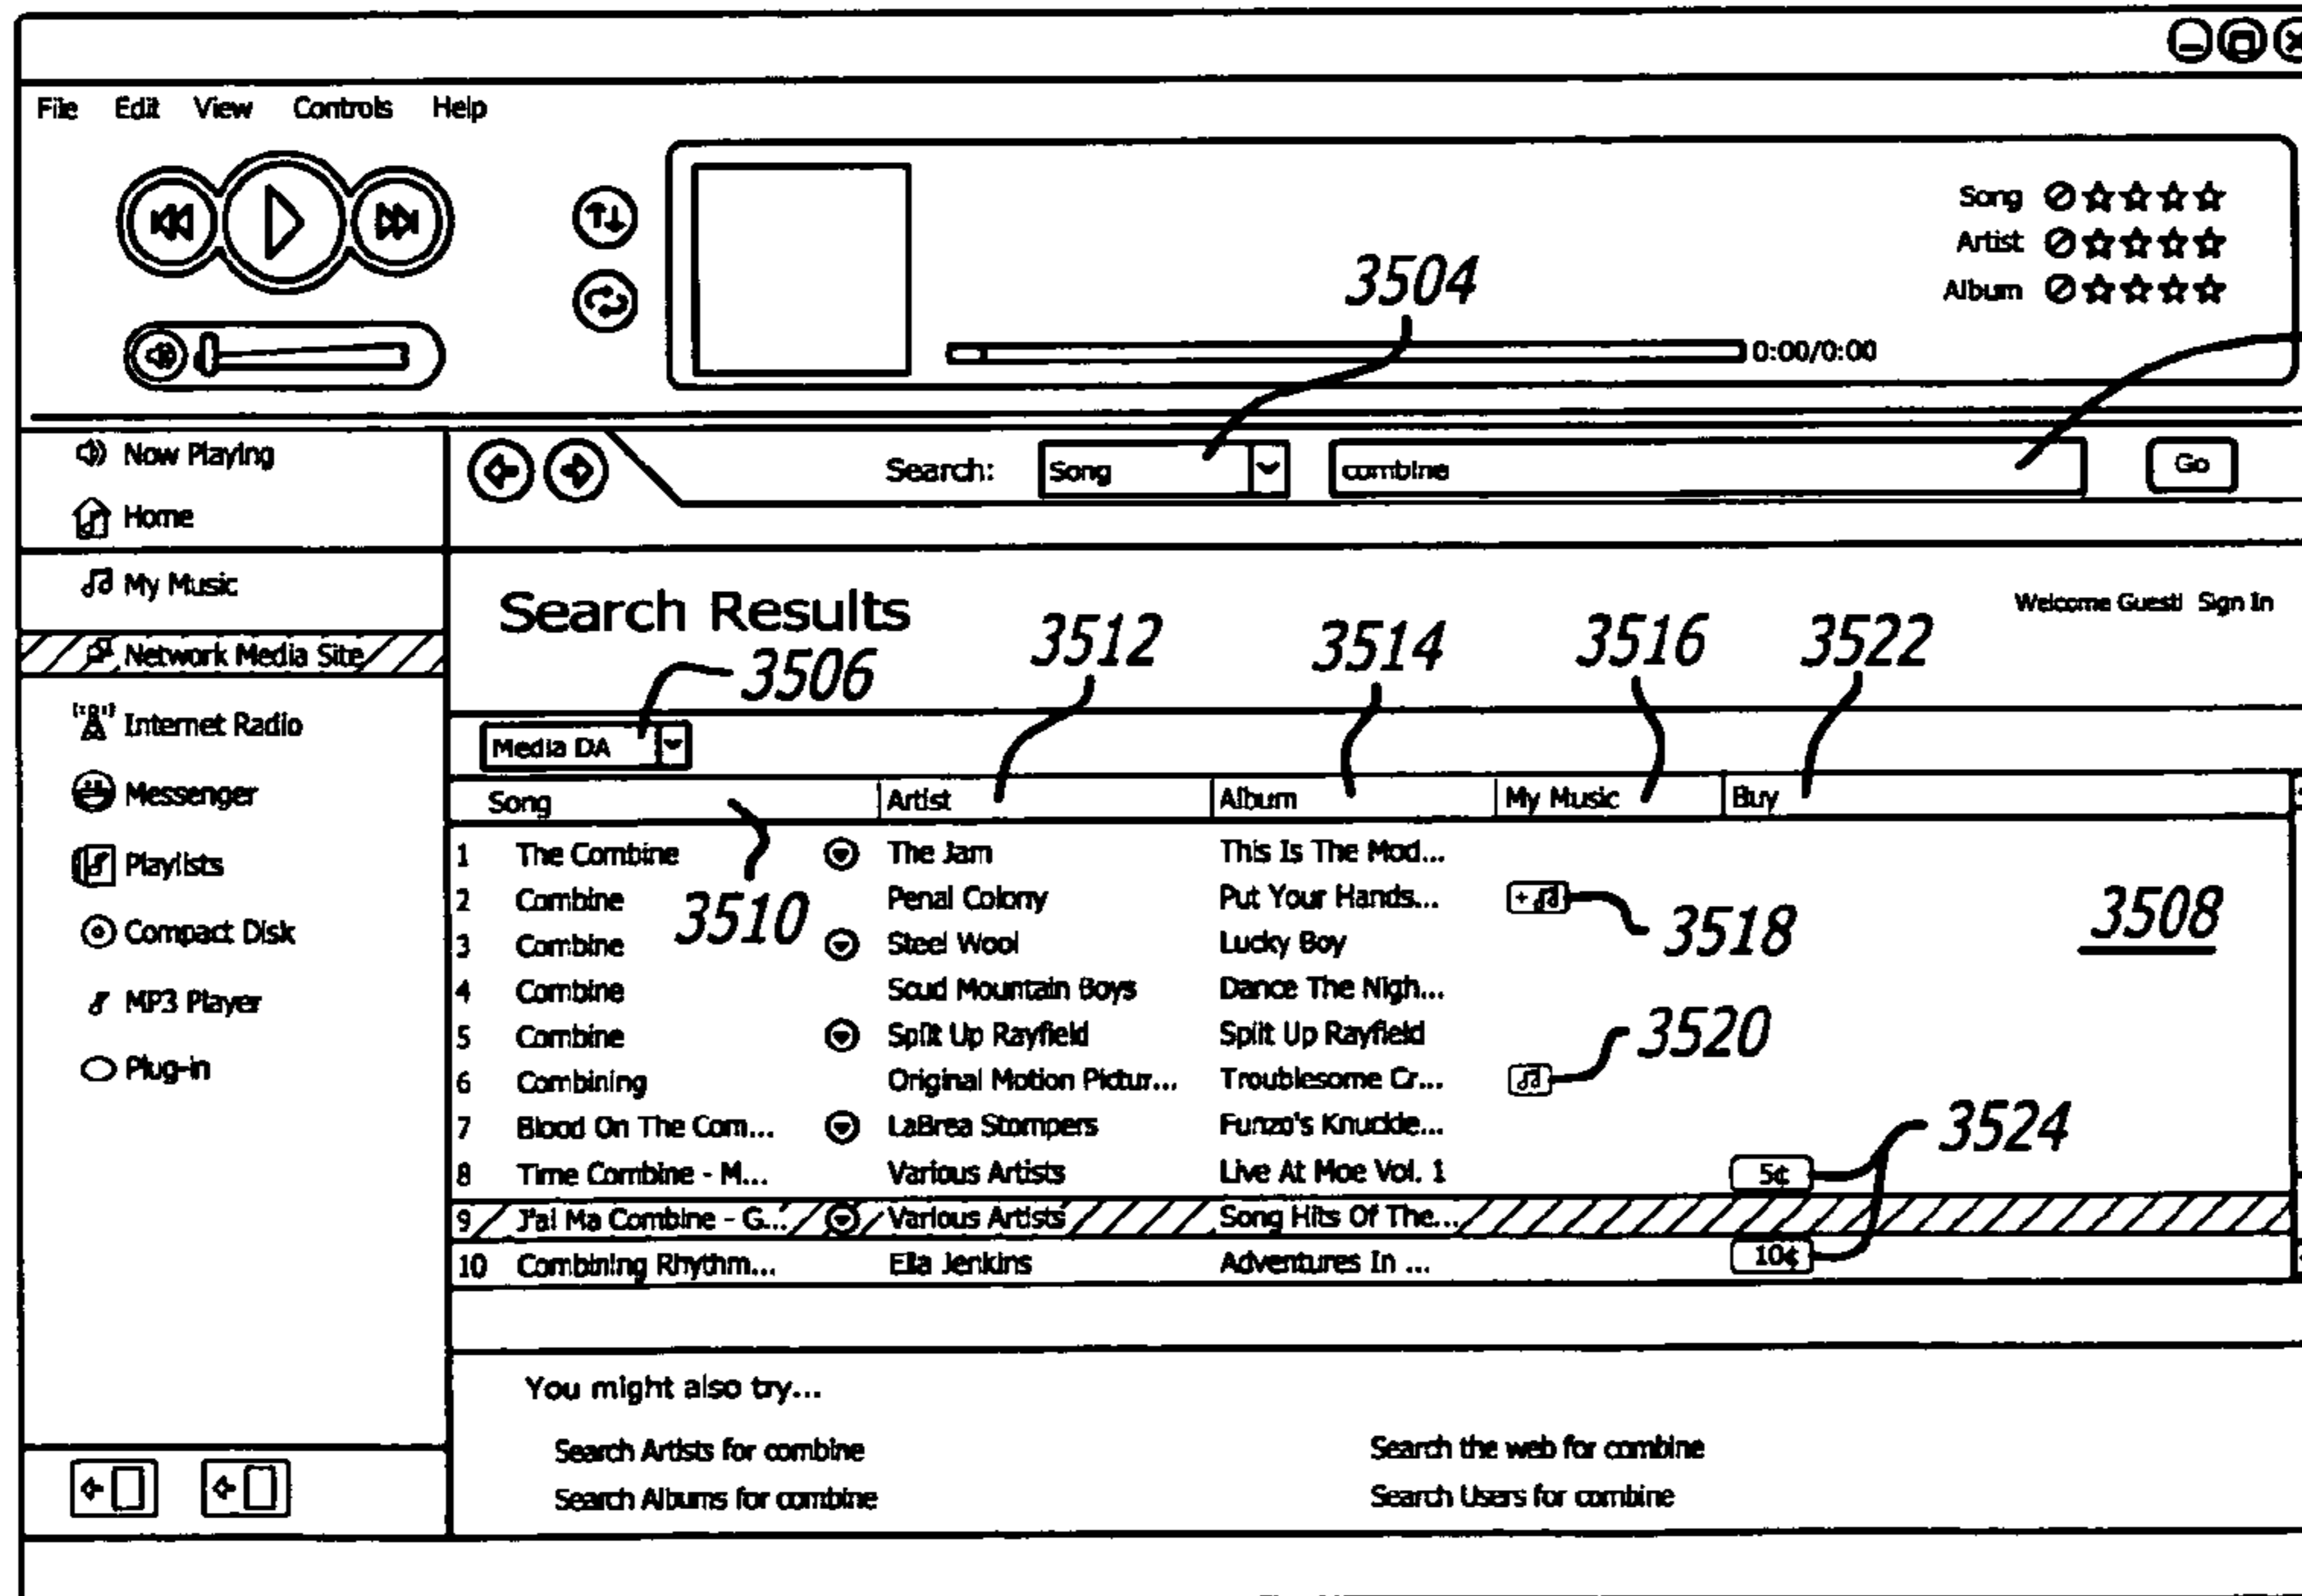 File Edit View Controls Help
Song
Artist
Album
3504
0:00/0:00
Now Playing
Home
My Music
Network Media Site
Internet Radio
Messenger
Playlists
Compact Disk
MP3 Player
Plug-in
Search: Song combine Go
Search Results
Welcome Guest! Sign In
3506 3512 3514 3516 3522
Media DA
Song Artist Album My Music Buy
1 The Combine The Jam This Is The Mod...
2 Combine Penal Colony Put Your Hands...
3510 3518 3508
3 Combine Steel Wool Lucky Boy
4 Combine Scud Mountain Boys Dance The Nigh...
5 Combine Split Up Rayfield Split Up Rayfield
3520
6 Combining Original Motion Pictur... Troublesome Cr...
7 Blood On The Com... LaBrea Stompers Funzo's Knuckle...
3524
8 Time Combine - M... Various Artists Live At Moe Vol. 1 5¢
9 J'ai Ma Combine - G... Various Artists Song Hits Of The...
10 Combining Rhythm... Ella Jenkins Adventures In ... 10¢
You might also try...
Search Artists for combine Search the web for combine
Search Albums for combine Search Users for combine